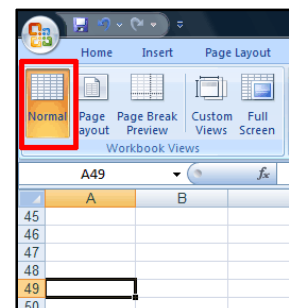 Home Insert Page Layout
Normal Page Layout Page Break Preview Custom Views Full Screen
Workbook Views
A49 fx
A B
45
46
47
48
49
50